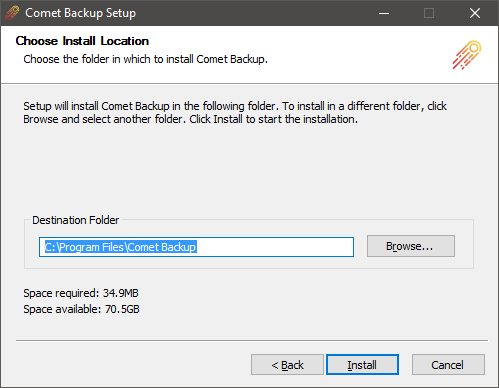 Comet Backup Setup
Choose Install Location
Choose the folder in which to install Comet Backup.
Setup will install Comet Backup in the following folder. To install in a different folder, click
Browse and select another folder. Click Install to start the installation.
Destination Folder
C:\Program Files\Comet Backup
Browse...
Space required: 34.9MB
Space available: 70.5GB
< Back
Install
Cancel